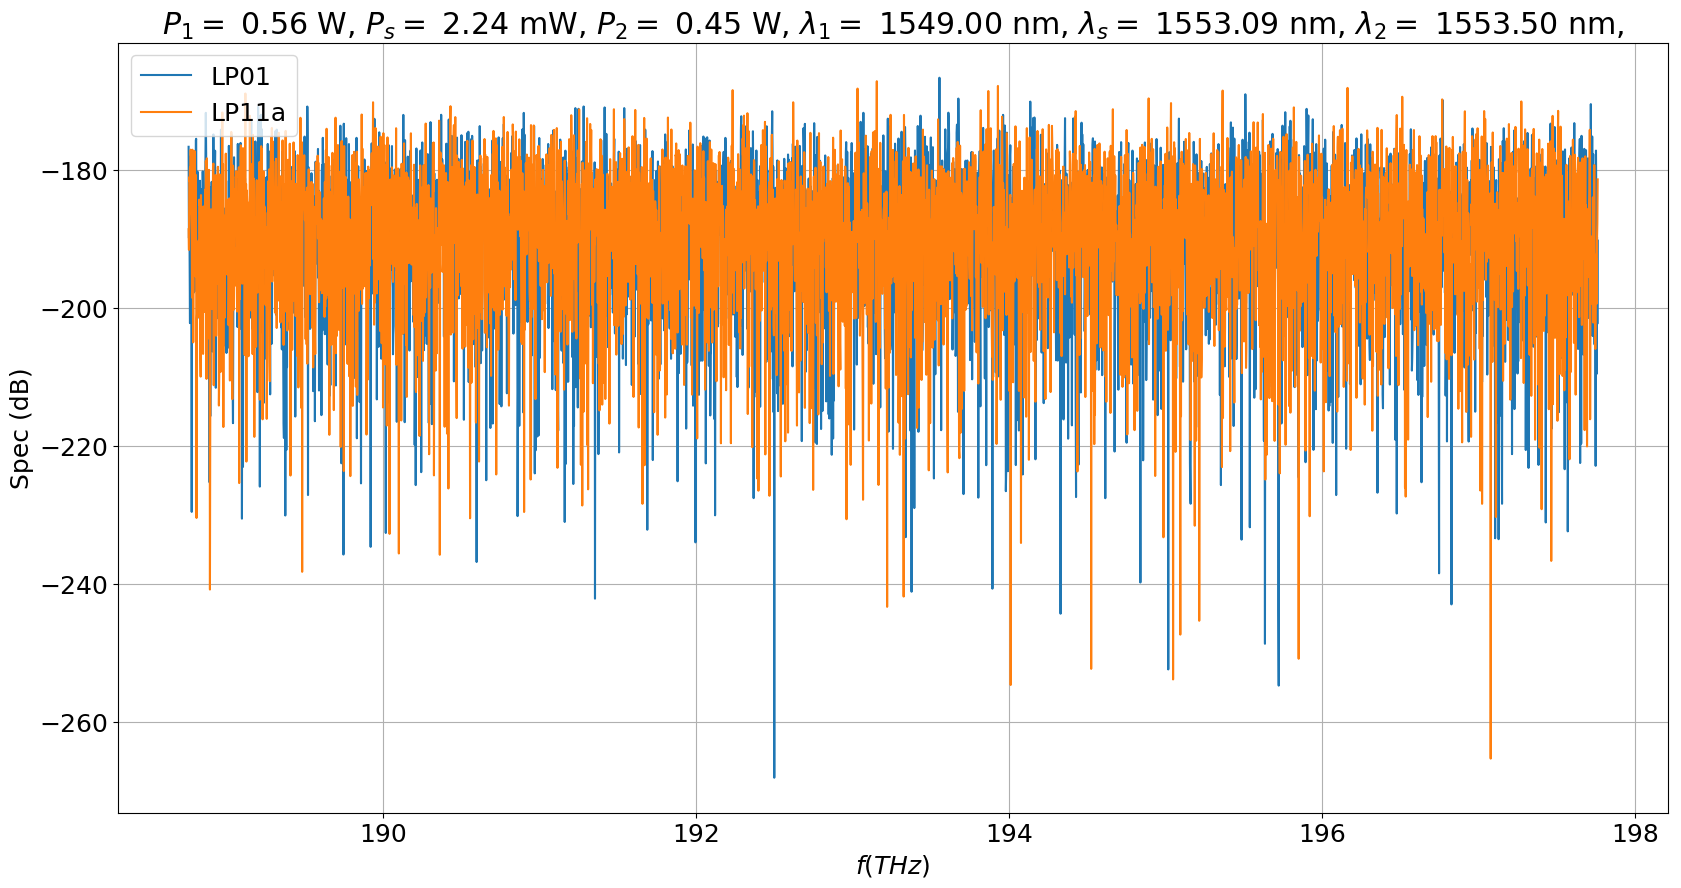 P₁ = 0.56 W, Pₛ = 2.24 mW, P₂ = 0.45 W, λ₁ = 1549.00 nm, λₛ = 1553.09 nm, λ₂ = 1553.50 nm,
LP01
LP11a
Spec (dB)
−180
−200
−220
−240
−260
190 192 194 196 198
f(THz)